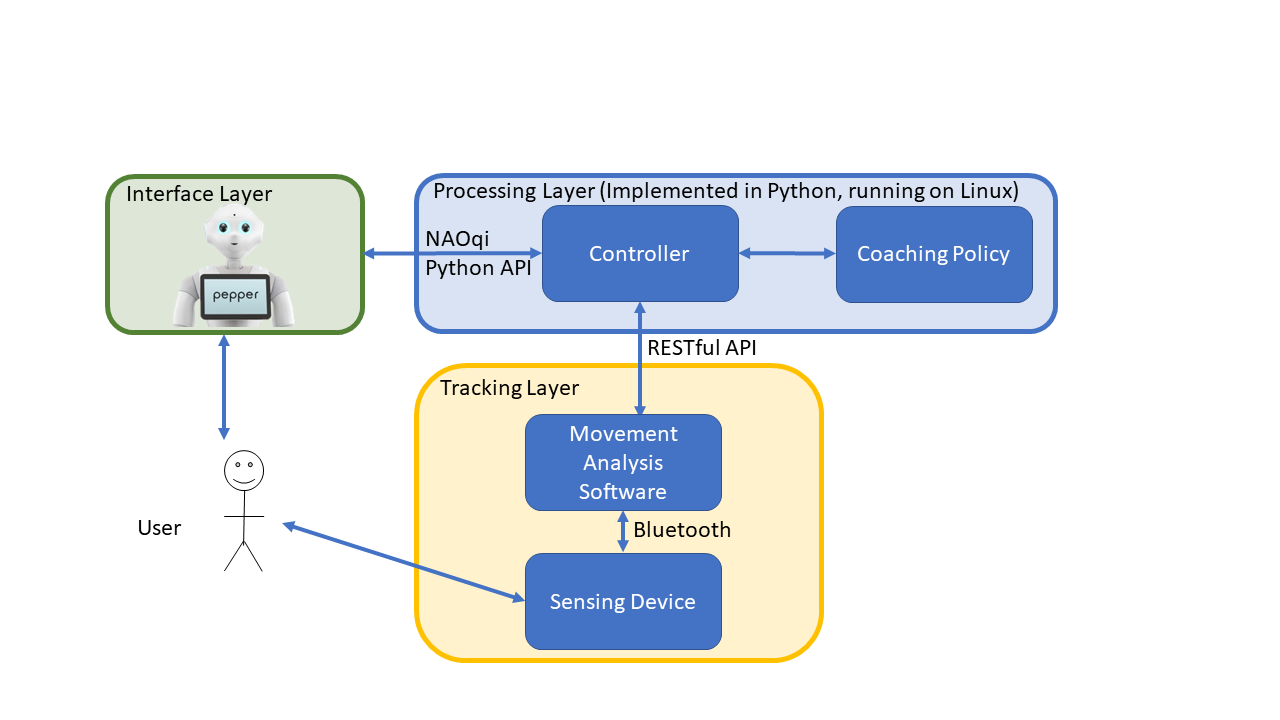 Interface Layer
pepper
Processing Layer (Implemented in Python, running on Linux)
NAOqi
Python API
Controller
Coaching Policy
RESTful API
Tracking Layer
Movement
Analysis
Software
Bluetooth
Sensing Device
User